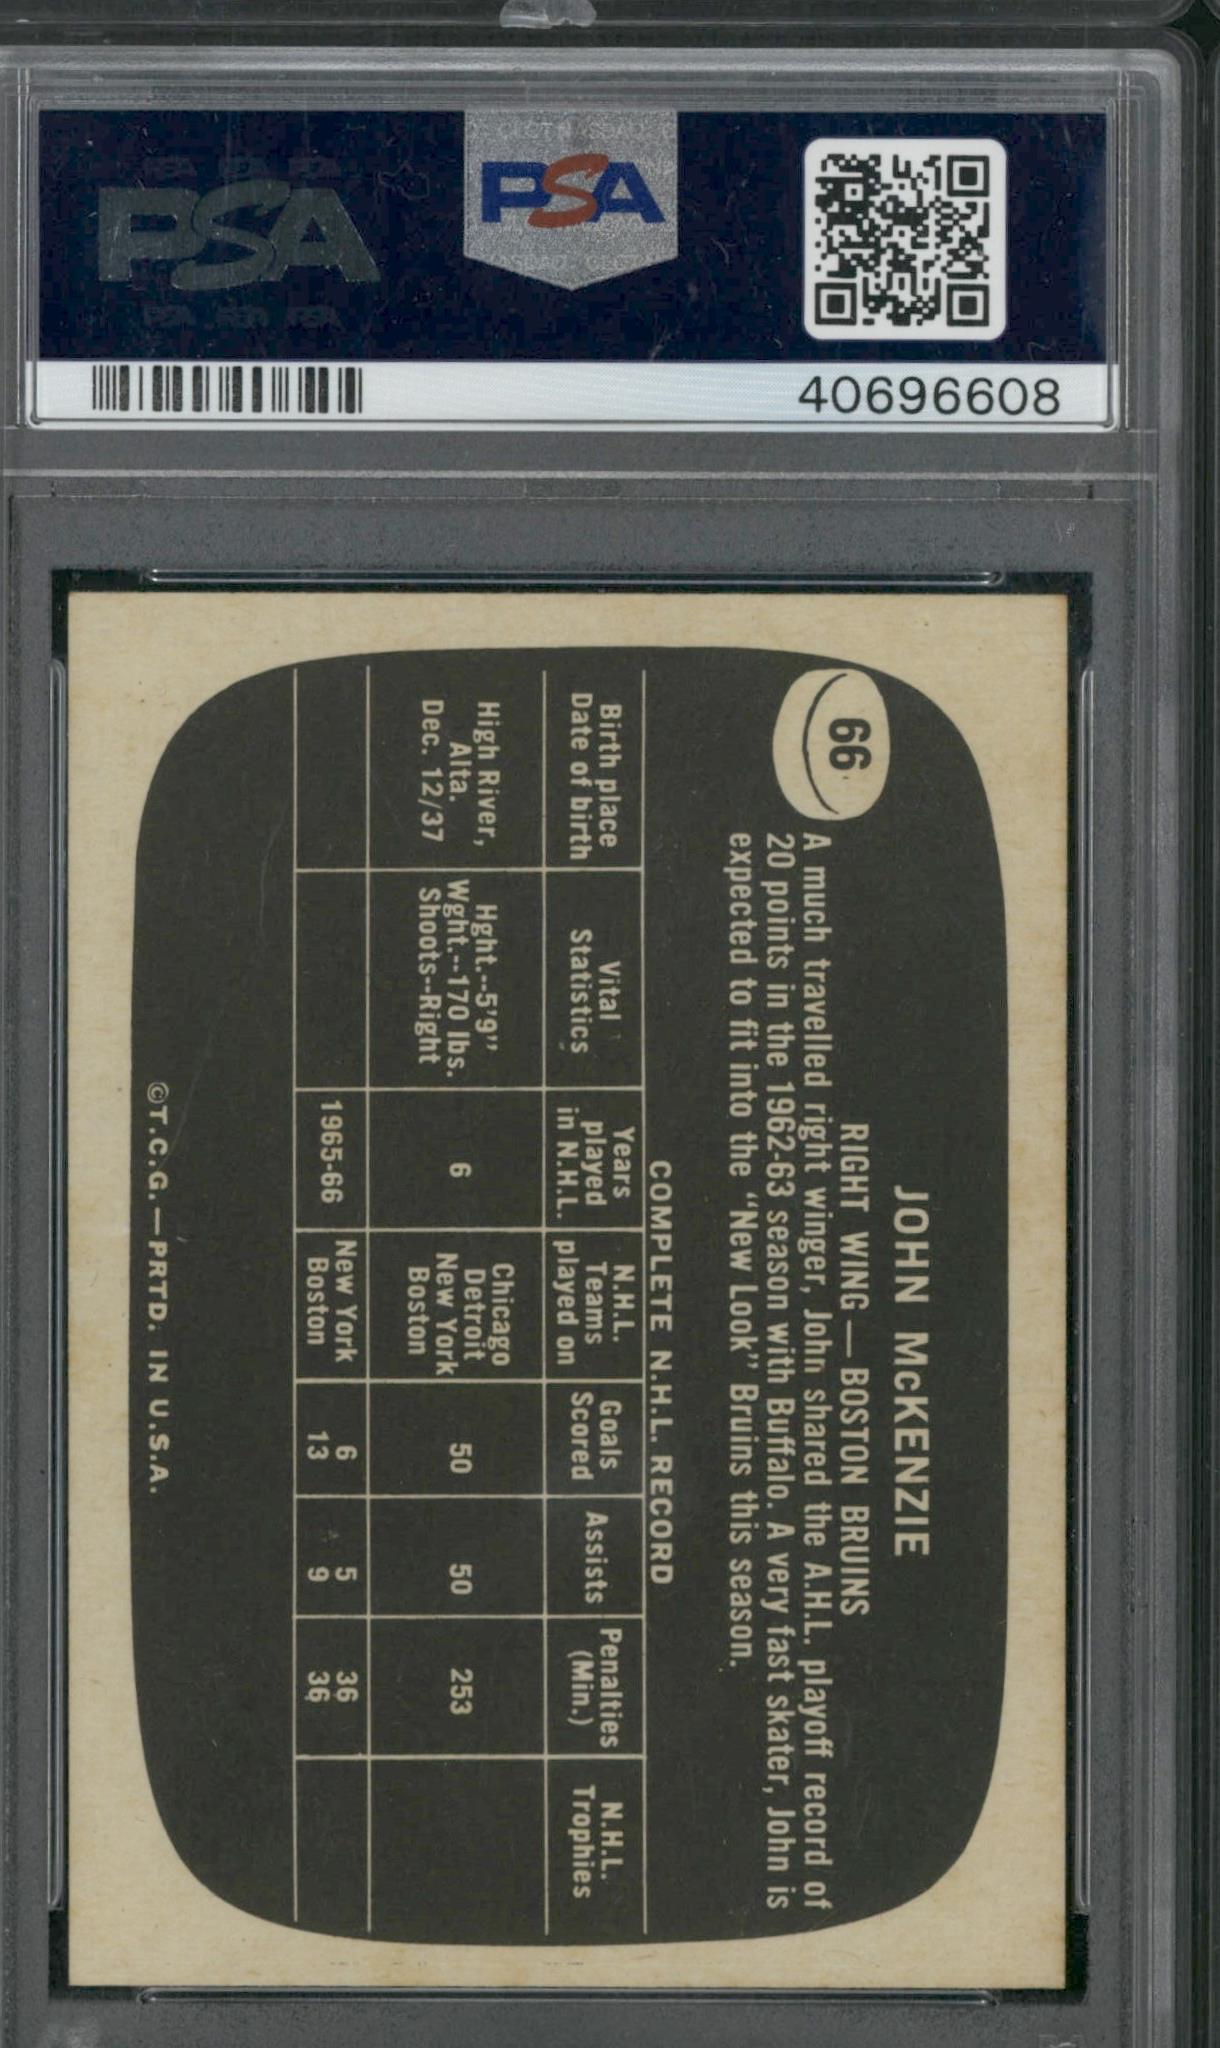 PSA
PSA
40696608
66
JOHN McKENZIE
RIGHT WING—BOSTON BRUINS
A much travelled right winger, John shared the A.H.L. playoff record of
20 points in the 1962-63 season with Buffalo. A very fast skater, John is
expected to fit into the "New Look" Bruins this season.
COMPLETE N.H.L. RECORD
Birth place
Date of birth
Vital
Statistics
Years
played
in N.H.L.
N.H.L.
Teams
played on
Goals
Scored
Assists
Penalties
(Min.)
N.H.L.
Trophies
High River,
Alta.
Dec. 12/37
Hght.--5'9"
Wght.--170 lbs.
Shoots--Right
6
Chicago
Detroit
New York
Boston
50
50
253
1965-66
New York
Boston
6
13
5
9
36
36
©T.C.G.—PRTD. IN U.S.A.